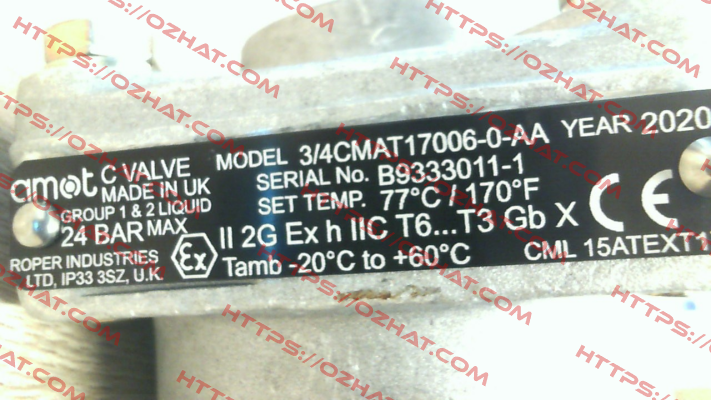 amot C VALVE
MADE IN UK
GROUP 1 & 2 LIQUID
24 BAR MAX
ROPER INDUSTRIES
LTD, IP33 3SZ, U.K.
MODEL 3/4CMAT17006-0-AA YEAR 2020
SERIAL No. B9333011-1
SET TEMP. 77°C / 170°F
Ex II 2G Ex h IIC T6...T3 Gb X CE
Tamb -20°C to +60°C CML 15ATEXT1
HTTPS://OZHAT.COM